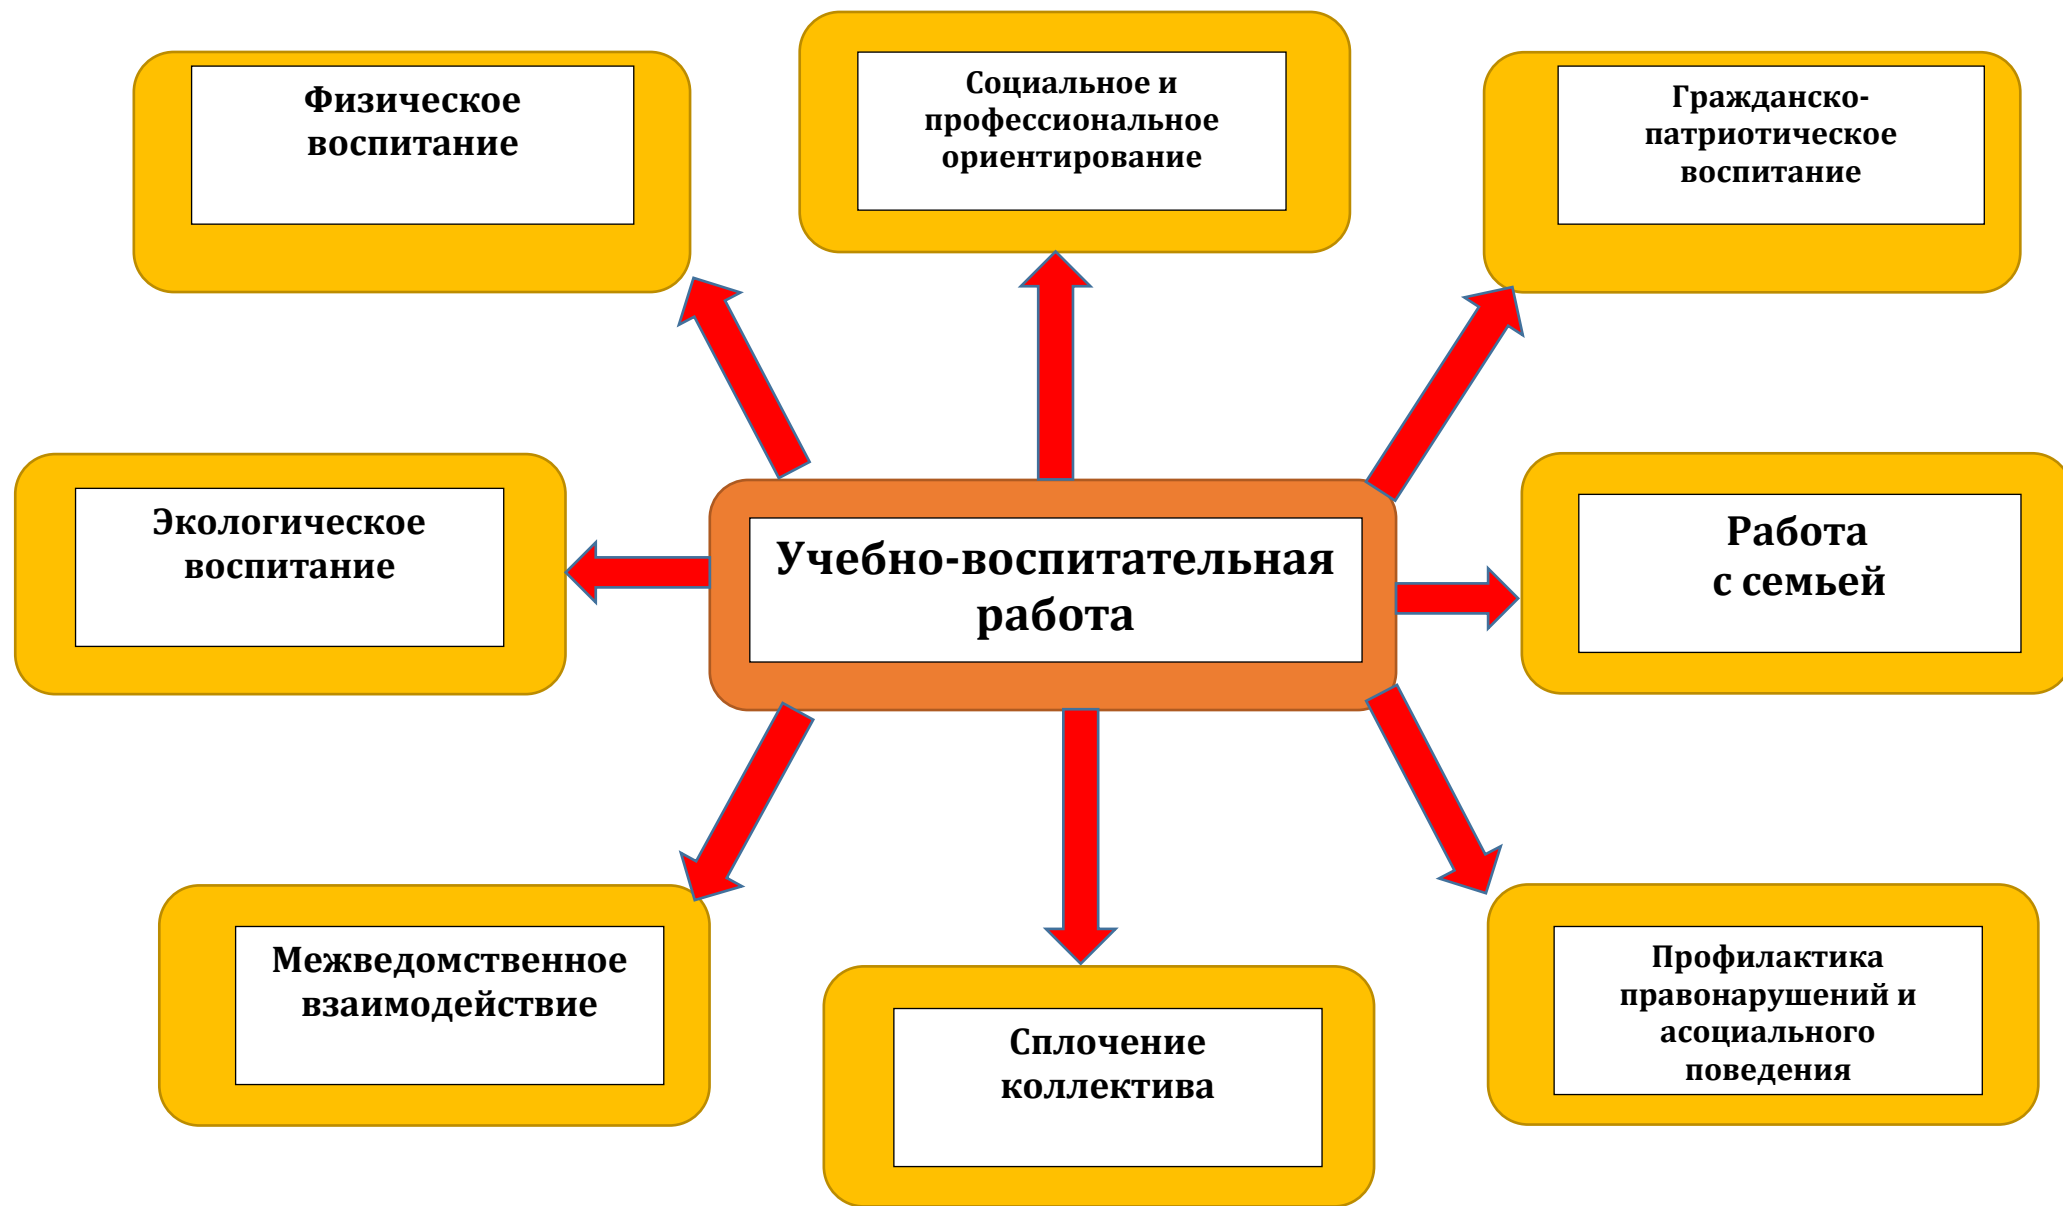 Физическое
воспитание
Социальное и
профессиональное
ориентирование
Гражданско-
патриотическое
воспитание
Экологическое
воспитание
Учебно-воспитательная
работа
Работа
с семьей
Межведомственное
взаимодействие
Сплочение
коллектива
Профилактика
правонарушений и
асоциального
поведения